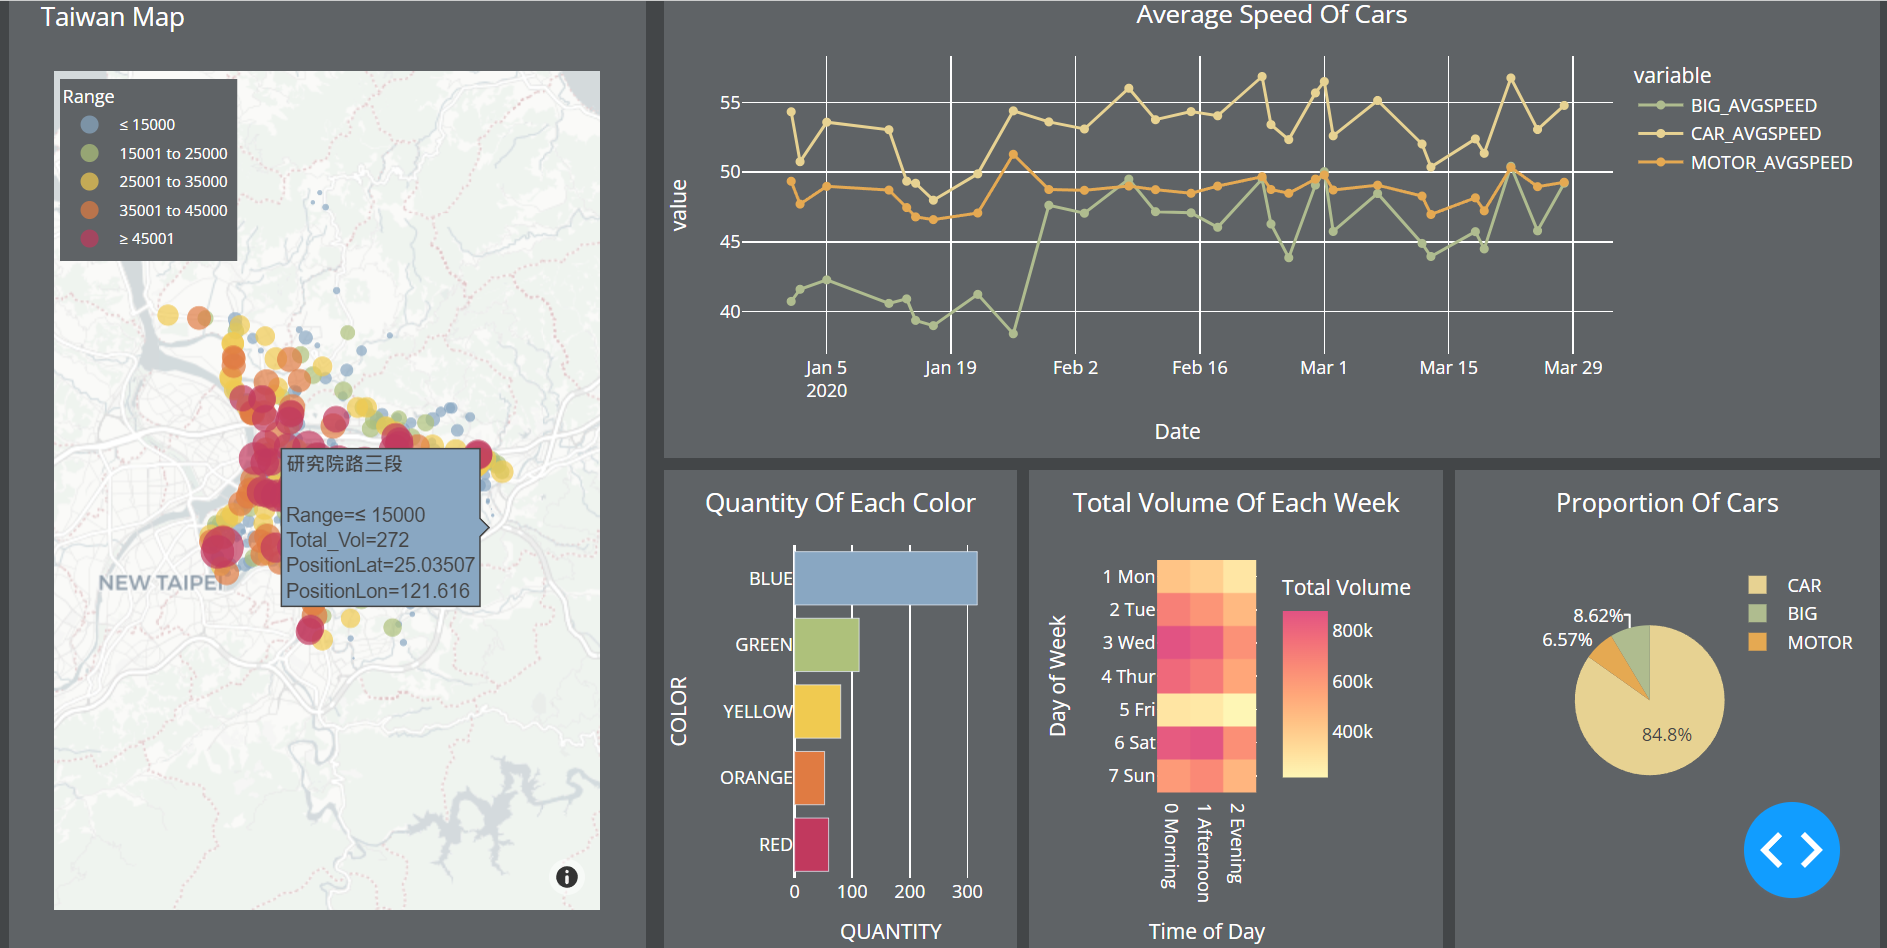 Taiwan Map
Range
≤ 15000
15001 to 25000
25001 to 35000
35001 to 45000
≥ 45001
研究院路三段
Range=≤ 15000
Total_Vol=272
PositionLat=25.03507
PositionLon=121.616
NEW TAIPEI
Average Speed Of Cars
value
55
50
45
40
Jan 5
2020
Jan 19
Feb 2
Feb 16
Mar 1
Mar 15
Mar 29
Date
variable
BIG_AVGSPEED
CAR_AVGSPEED
MOTOR_AVGSPEED
Quantity Of Each Color
COLOR
BLUE
GREEN
YELLOW
ORANGE
RED
0
100
200
300
QUANTITY
Total Volume Of Each Week
Day of Week
1 Mon
2 Tue
3 Wed
4 Thur
5 Fri
6 Sat
7 Sun
0 Morning
1 Afternoon
2 Evening
Time of Day
Total Volume
800k
600k
400k
Proportion Of Cars
8.62%
6.57%
84.8%
CAR
BIG
MOTOR